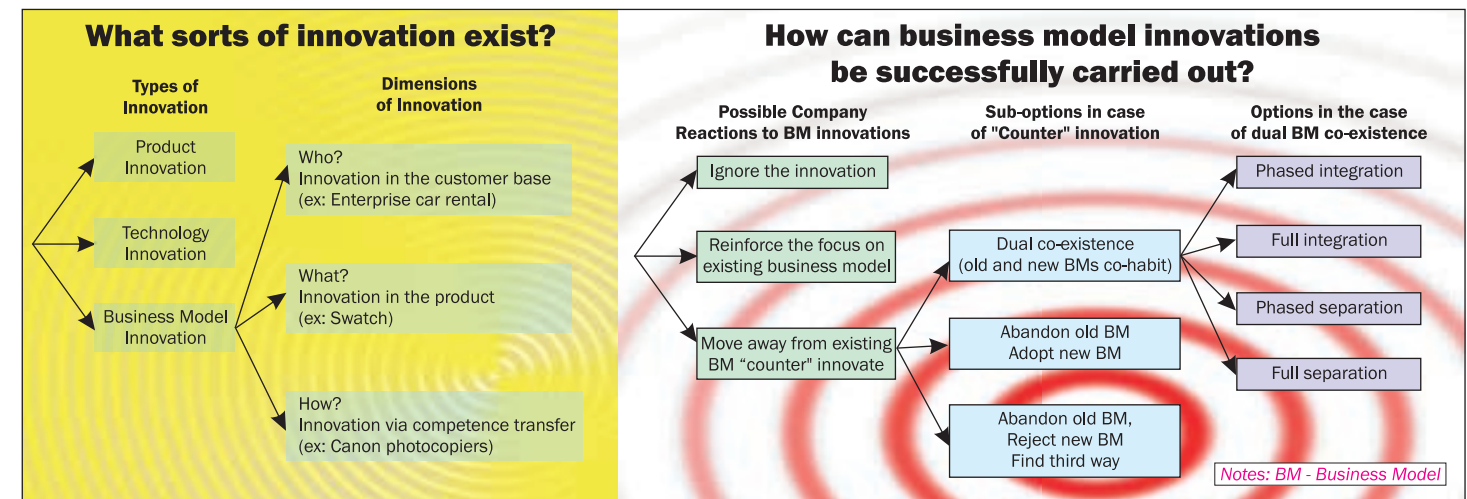 What sorts of innovation exist?
Types of
Innovation
Dimensions
of Innovation
Product
Innovation
Technology
Innovation
Business Model
Innovation
Who?
Innovation in the customer base
(ex: Enterprise car rental)
What?
Innovation in the product
(ex: Swatch)
How?
Innovation via competence transfer
(ex: Canon photocopiers)
How can business model innovations
be successfully carried out?
Possible Company
Reactions to BM innovations
Sub-options in case
of "Counter" innovation
Options in the case
of dual BM co-existence
Ignore the innovation
Reinforce the focus on
existing business model
Move away from existing
BM “counter" innovate
Dual co-existence
(old and new BMs co-habit)
Abandon old BM
Adopt new BM
Abandon old BM,
Reject new BM
Find third way
Phased integration
Full integration
Phased separation
Full separation
Notes: BM - Business Model